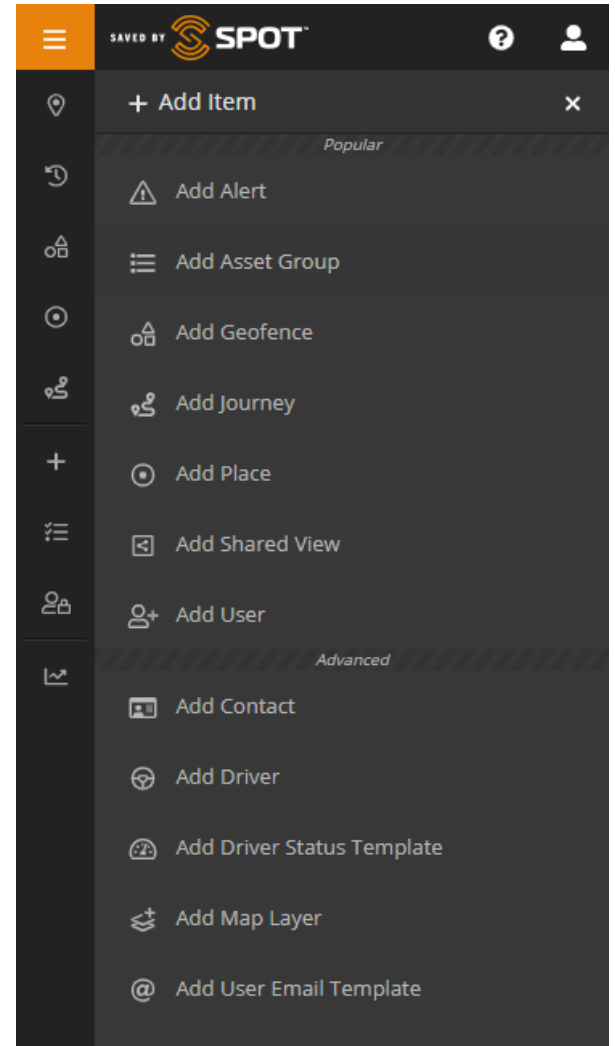 SAVED BY SPOT™
+ Add Item
Popular
Add Alert
Add Asset Group
Add Geofence
Add Journey
Add Place
Add Shared View
Add User
Advanced
Add Contact
Add Driver
Add Driver Status Template
Add Map Layer
@ Add User Email Template